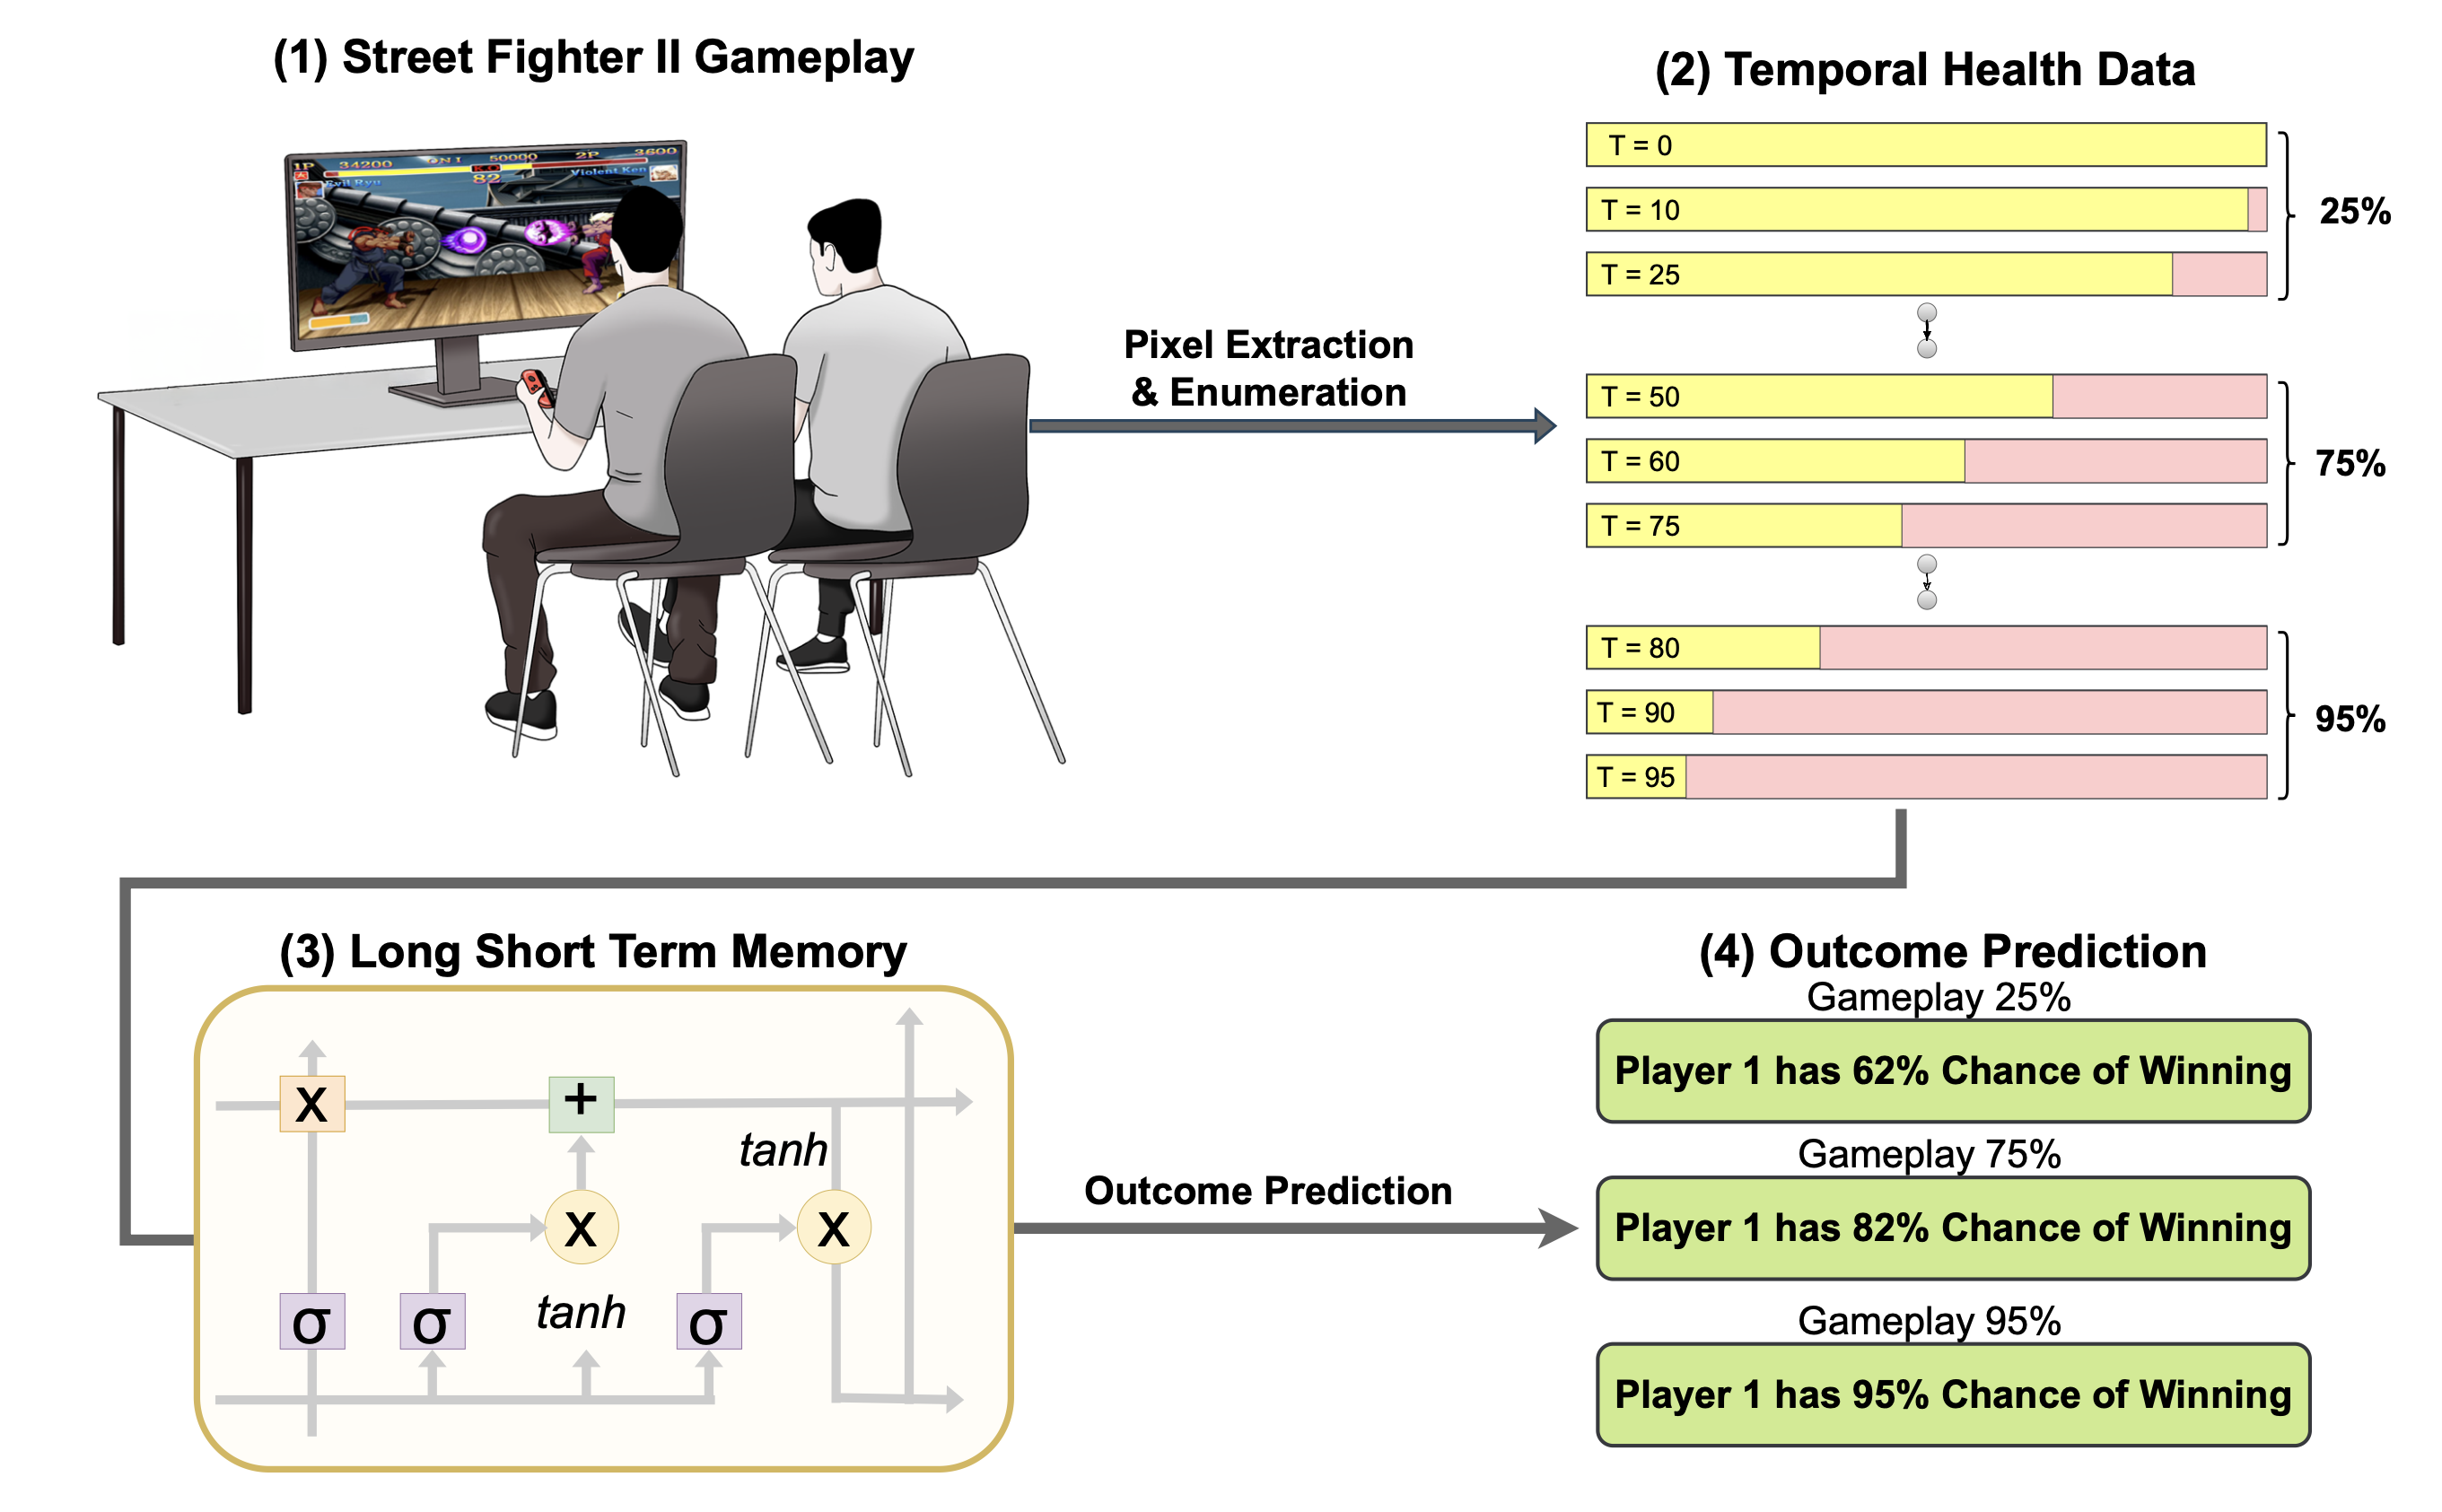 (1) Street Fighter II Gameplay
1P 34200 50000 2P 3600
KO
82
Evil Ryu
Violent Ken
Pixel Extraction
& Enumeration
(2) Temporal Health Data
T = 0
T = 10
25%
T = 25
T = 50
T = 60
75%
T = 75
T = 80
T = 90
95%
T = 95
(3) Long Short Term Memory
x
+
tanh
x
x
σ
σ
tanh
σ
Outcome Prediction
(4) Outcome Prediction
Gameplay 25%
Player 1 has 62% Chance of Winning
Gameplay 75%
Player 1 has 82% Chance of Winning
Gameplay 95%
Player 1 has 95% Chance of Winning